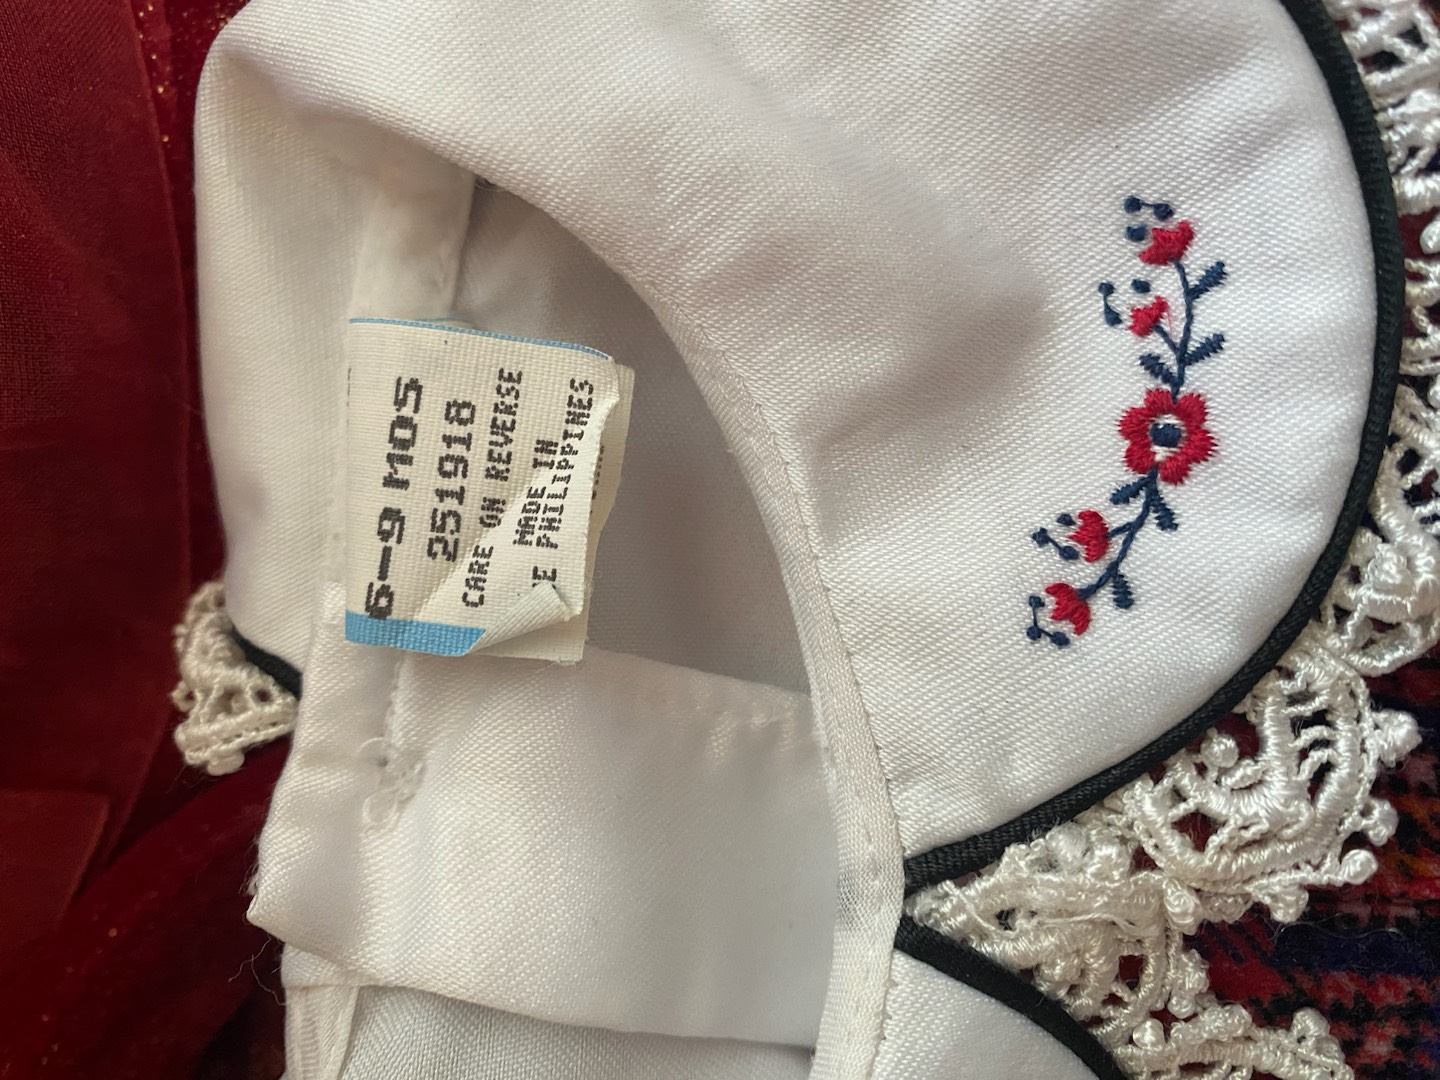 6-9 MOS
251918
CARE ON REVERSE
MADE IN
E PHILIPPINES